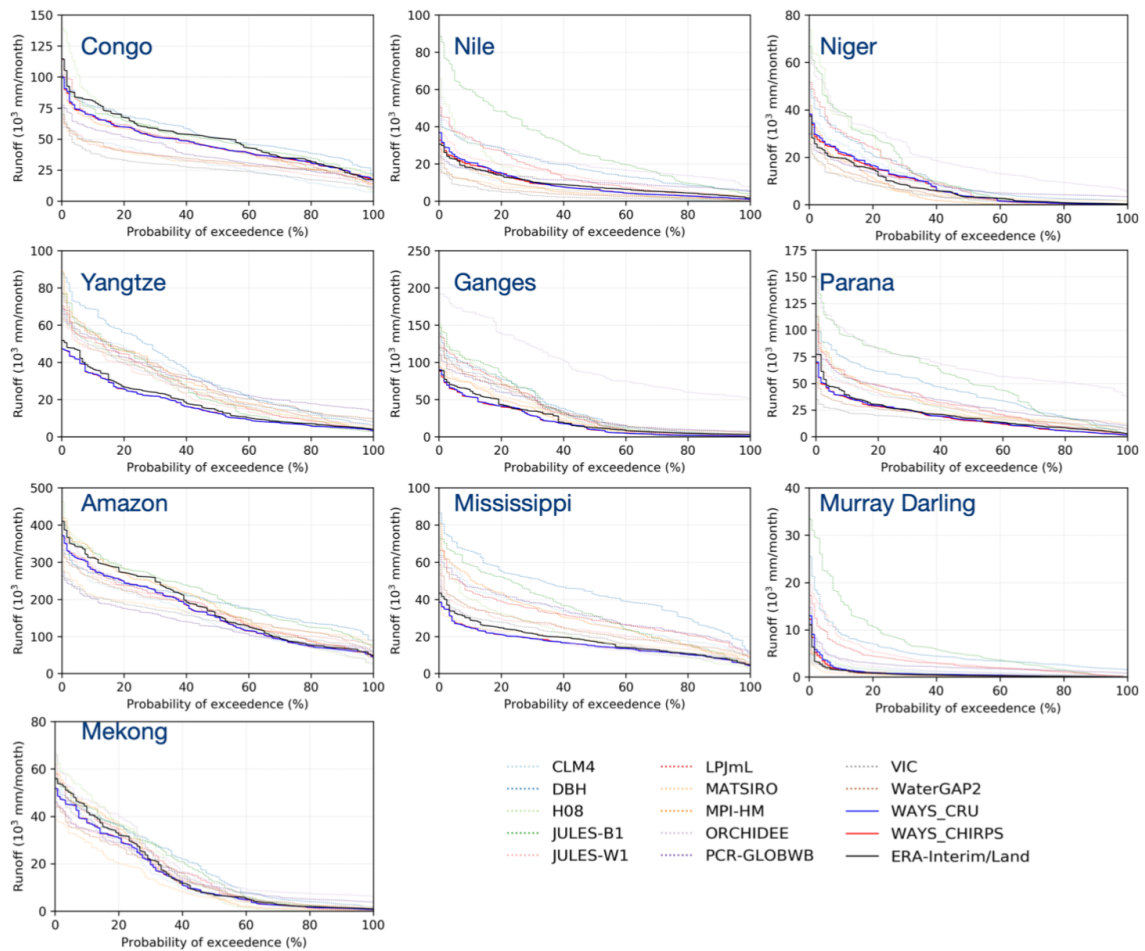 Congo
Runoff (10³ mm/month)
150
125
100
75
50
25
0
0 20 40 60 80 100
Probability of exceedence (%)
Nile
Runoff (10³ mm/month)
100
80
60
40
20
0
0 20 40 60 80 100
Probability of exceedence (%)
Niger
Runoff (10³ mm/month)
80
60
40
20
0
0 20 40 60 80 100
Probability of exceedence (%)
Yangtze
Runoff (10³ mm/month)
100
80
60
40
20
0
0 20 40 60 80 100
Probability of exceedence (%)
Ganges
Runoff (10³ mm/month)
250
200
150
100
50
0
0 20 40 60 80 100
Probability of exceedence (%)
Parana
Runoff (10³ mm/month)
175
150
125
100
75
50
25
0
0 20 40 60 80 100
Probability of exceedence (%)
Amazon
Runoff (10³ mm/month)
500
400
300
200
100
0
0 20 40 60 80 100
Probability of exceedence (%)
Mississippi
Runoff (10³ mm/month)
100
80
60
40
20
0
0 20 40 60 80 100
Probability of exceedence (%)
Murray Darling
Runoff (10³ mm/month)
40
30
20
10
0
0 20 40 60 80 100
Probability of exceedence (%)
Mekong
Runoff (10³ mm/month)
80
60
40
20
0
0 20 40 60 80 100
Probability of exceedence (%)
CLM4
DBH
H08
JULES-B1
JULES-W1
LPJmL
MATSIRO
MPI-HM
ORCHIDEE
PCR-GLOBWB
VIC
WaterGAP2
WAYS_CRU
WAYS_CHIRPS
ERA-Interim/Land